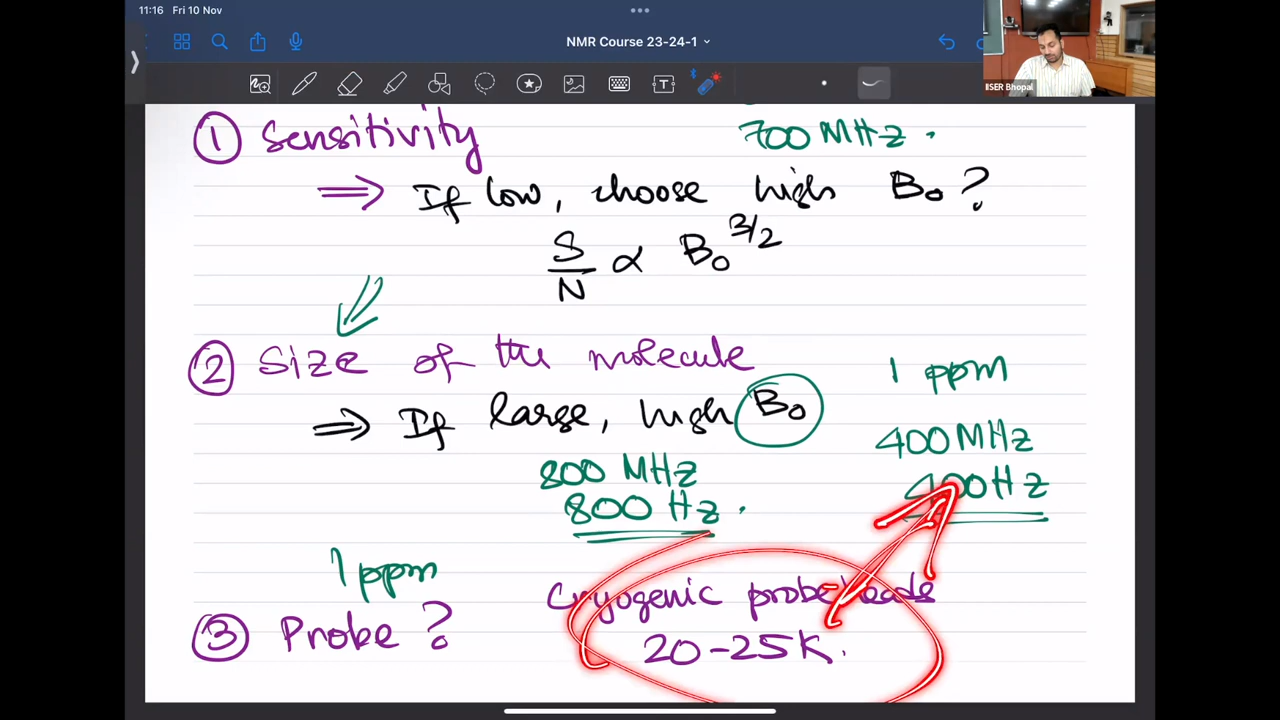 11:16 Fri 10 Nov
NMR Course 23-24-1
IISER Bhopal
① Sensitivity
700 MHz.
⇒ If low, choose high B₀?
S/N ∝ B₀^3/2
② Size of the molecule
⇒ If large, high B₀
1 ppm
400 MHz
400 Hz
800 MHz
800 Hz.
1 ppm
③ Probe?
Cryogenic probe-heads
20-25K.